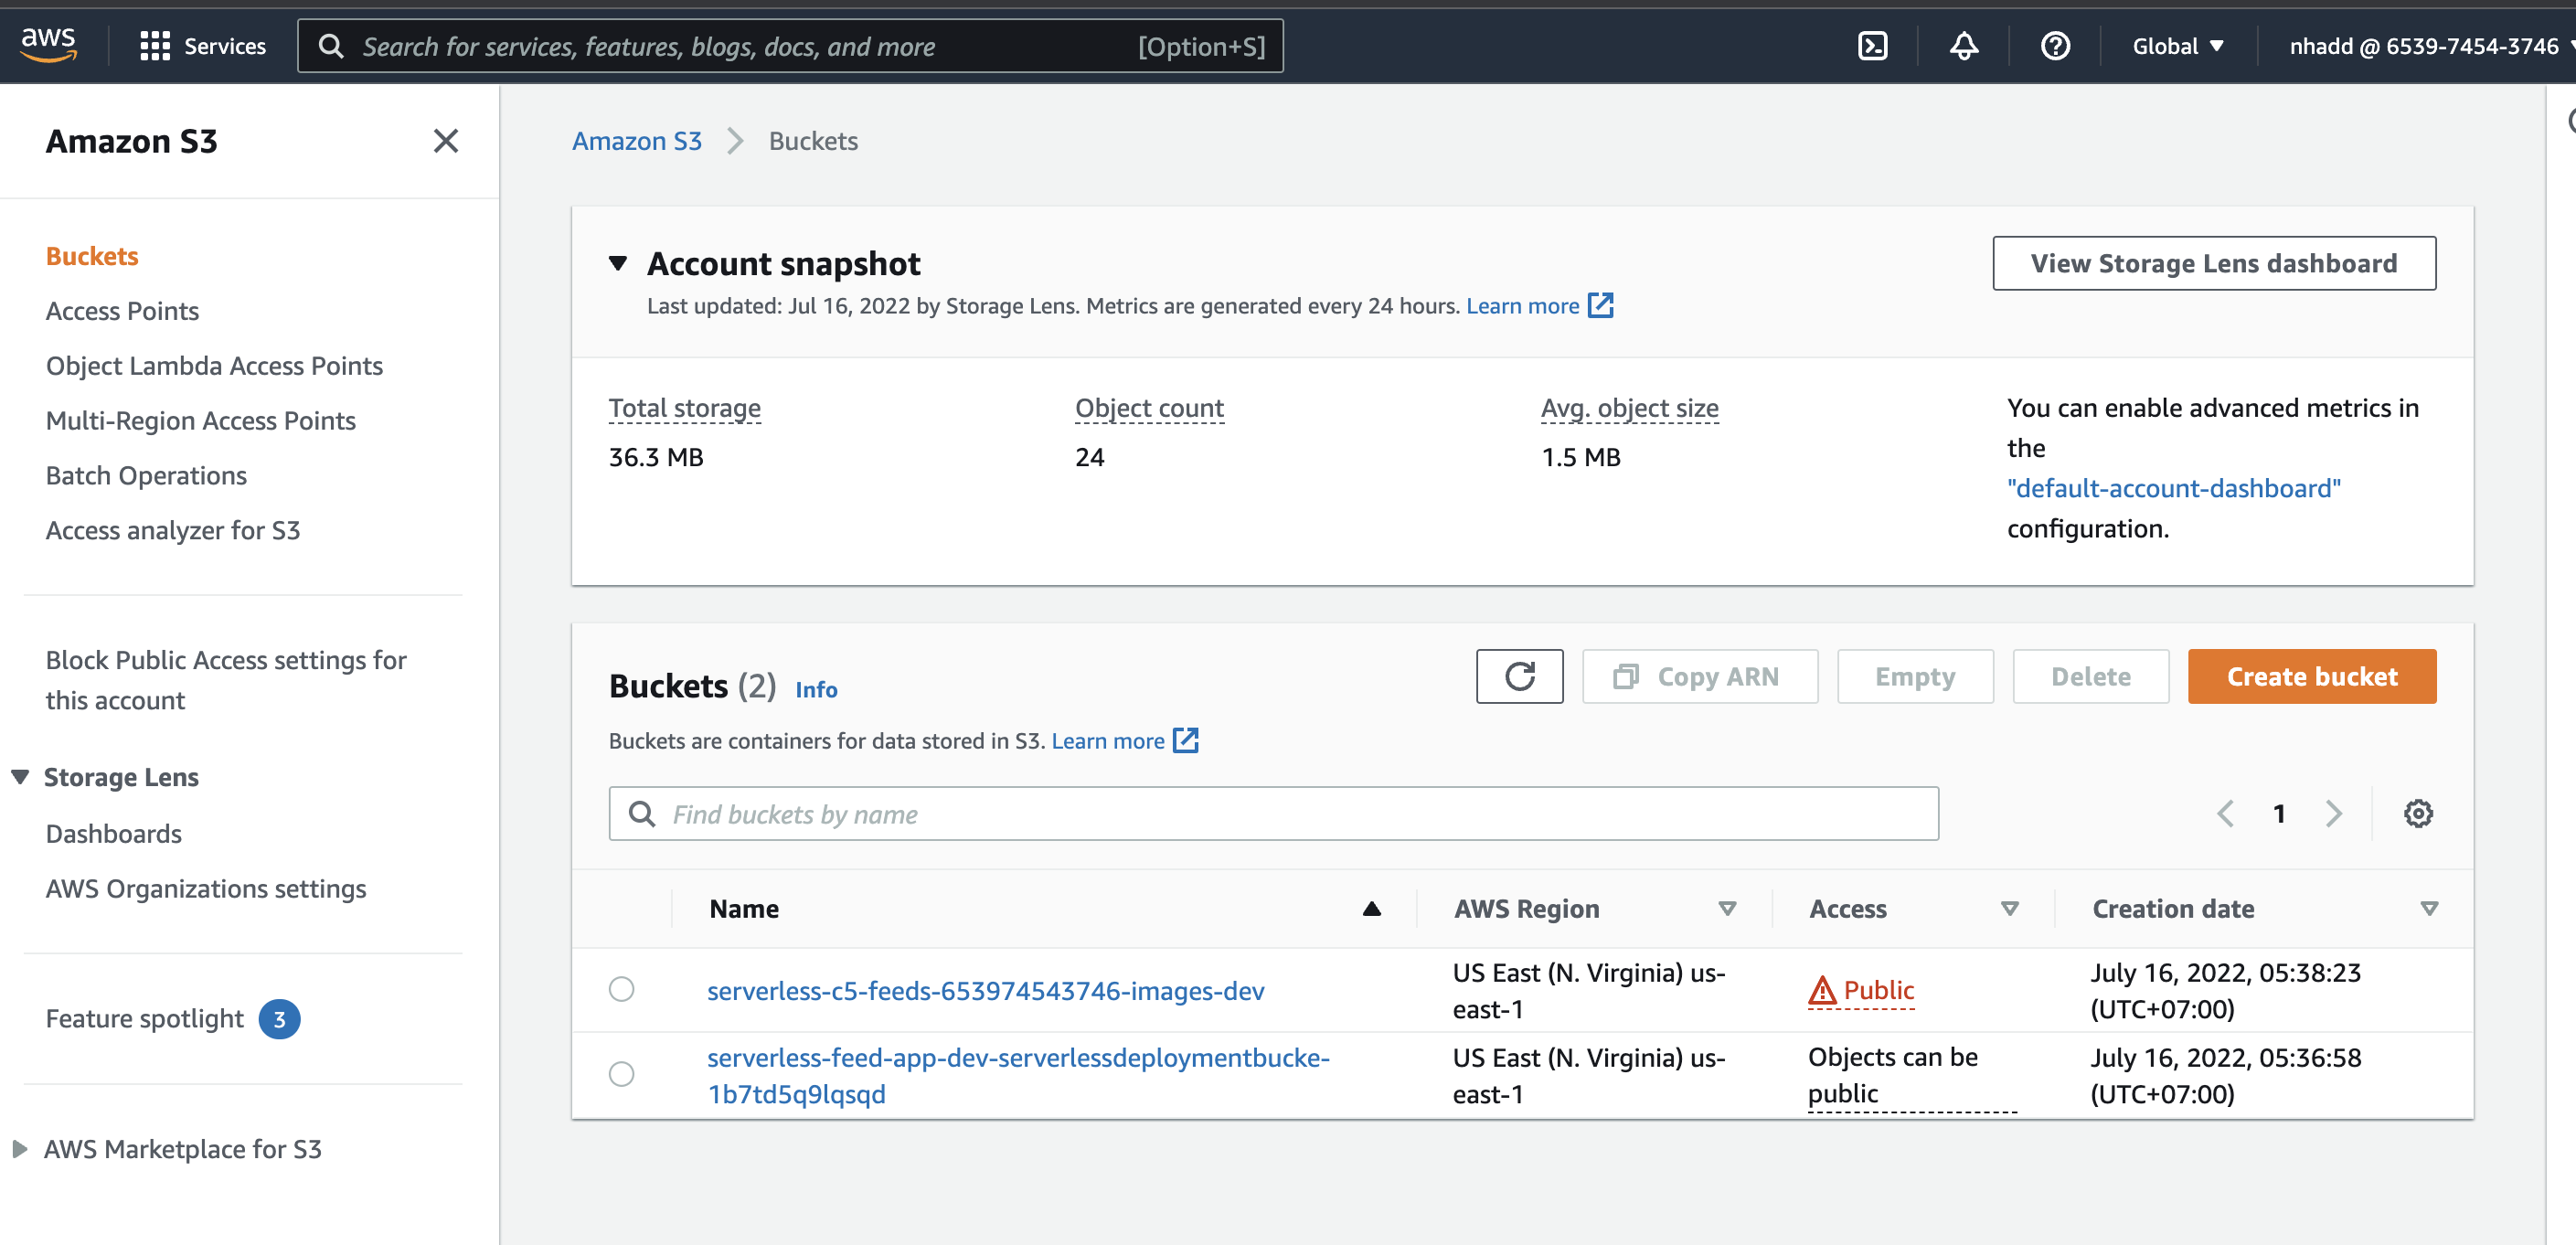 aws
Services
Search for services, features, blogs, docs, and more
[Option+S]
Global
nhadd @ 6539-7454-3746
Amazon S3
Buckets
Access Points
Object Lambda Access Points
Multi-Region Access Points
Batch Operations
Access analyzer for S3
Block Public Access settings for
this account
Storage Lens
Dashboards
AWS Organizations settings
Feature spotlight 3
AWS Marketplace for S3
Amazon S3
Buckets
Account snapshot
View Storage Lens dashboard
Last updated: Jul 16, 2022 by Storage Lens. Metrics are generated every 24 hours. Learn more
Total storage
36.3 MB
Object count
24
Avg. object size
1.5 MB
You can enable advanced metrics in
the
"default-account-dashboard"
configuration.
Buckets (2) Info
Copy ARN
Empty
Delete
Create bucket
Buckets are containers for data stored in S3. Learn more
Find buckets by name
1
Name
AWS Region
Access
Creation date
serverless-c5-feeds-653974543746-images-dev
US East (N. Virginia) us-
east-1
Public
July 16, 2022, 05:38:23
(UTC+07:00)
serverless-feed-app-dev-serverlessdeploymentbucke-
1b7td5q9lqsqd
US East (N. Virginia) us-
east-1
Objects can be
public
July 16, 2022, 05:36:58
(UTC+07:00)